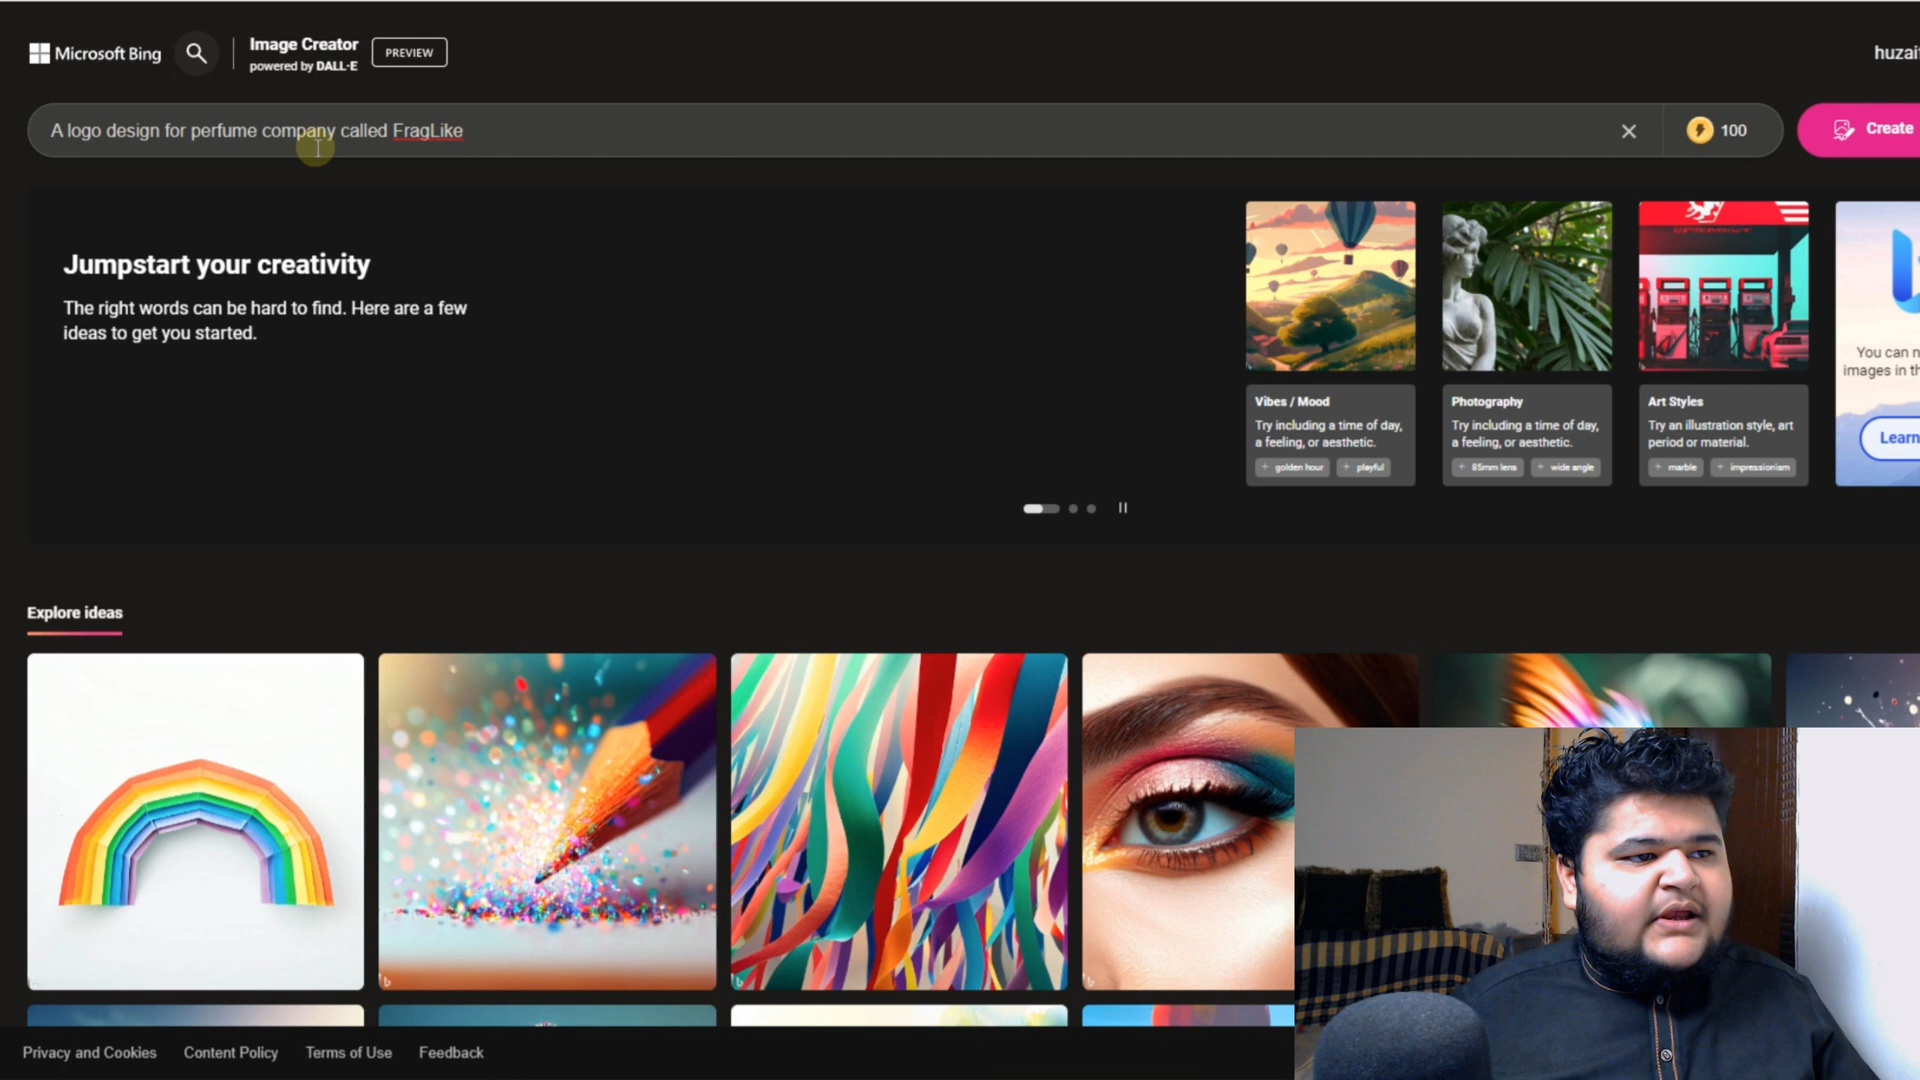 Microsoft Bing
Image Creator
powered by DALL·E
PREVIEW
huzai
A logo design for perfume company called FragLike
100
Create
Jumpstart your creativity
The right words can be hard to find. Here are a few
ideas to get you started.
Vibes / Mood
Try including a time of day,
a feeling, or aesthetic.
+ golden hour
+ playful
Photography
Try including a time of day,
a feeling, or aesthetic.
+ 85mm lens
+ wide angle
Art Styles
Try an illustration style, art
period or material.
+ marble
+ impressionism
You can n
images in th
Learn
Explore ideas
Privacy and Cookies
Content Policy
Terms of Use
Feedback